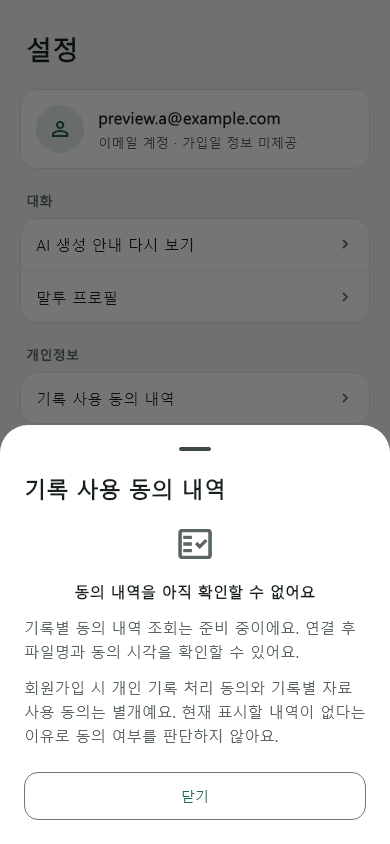 설정
preview.a@example.com
이메일 계정 · 가입일 정보 미제공
대화
AI 생성 안내 다시 보기
말투 프로필
개인정보
기록 사용 동의 내역
기록 사용 동의 내역
동의 내역을 아직 확인할 수 없어요
기록별 동의 내역 조회는 준비 중이에요. 연결 후
파일명과 동의 시각을 확인할 수 있어요.
회원가입 시 개인 기록 처리 동의와 기록별 자료
사용 동의는 별개예요. 현재 표시할 내역이 없다는
이유로 동의 여부를 판단하지 않아요.
닫기